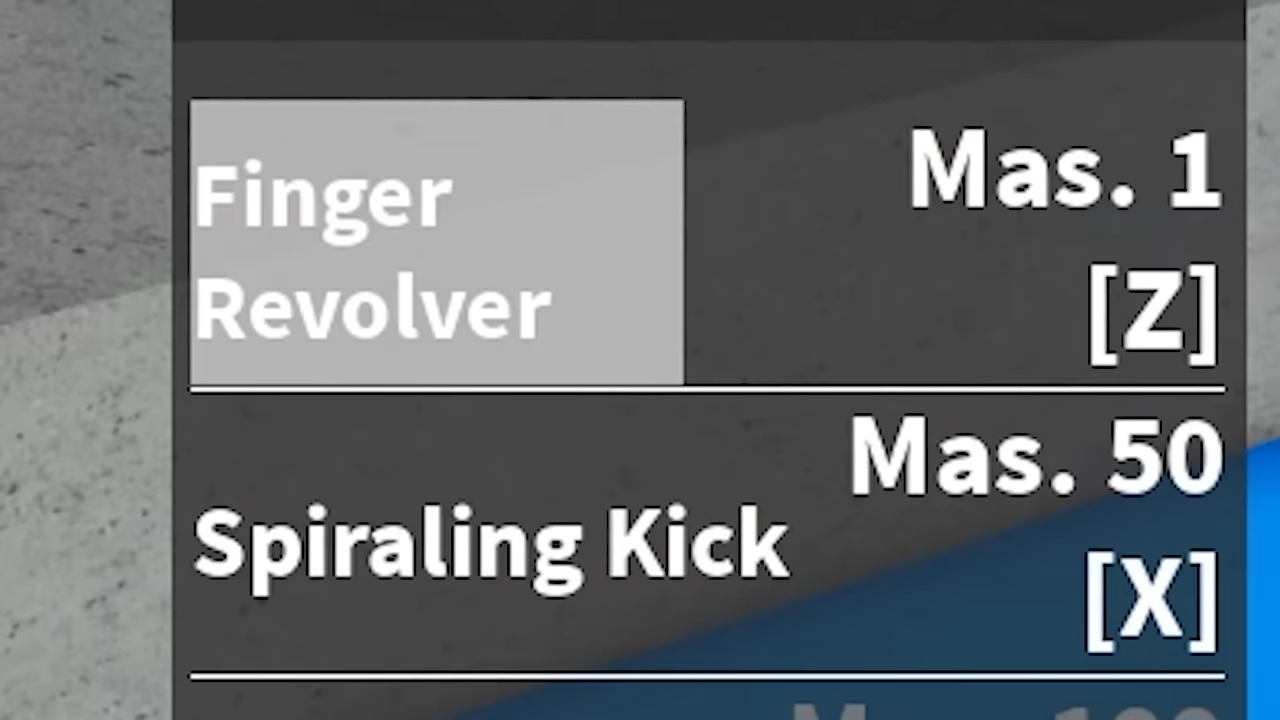 Finger
Revolver
Mas. 1
[Z]
Mas. 50
Spiraling Kick
[X]